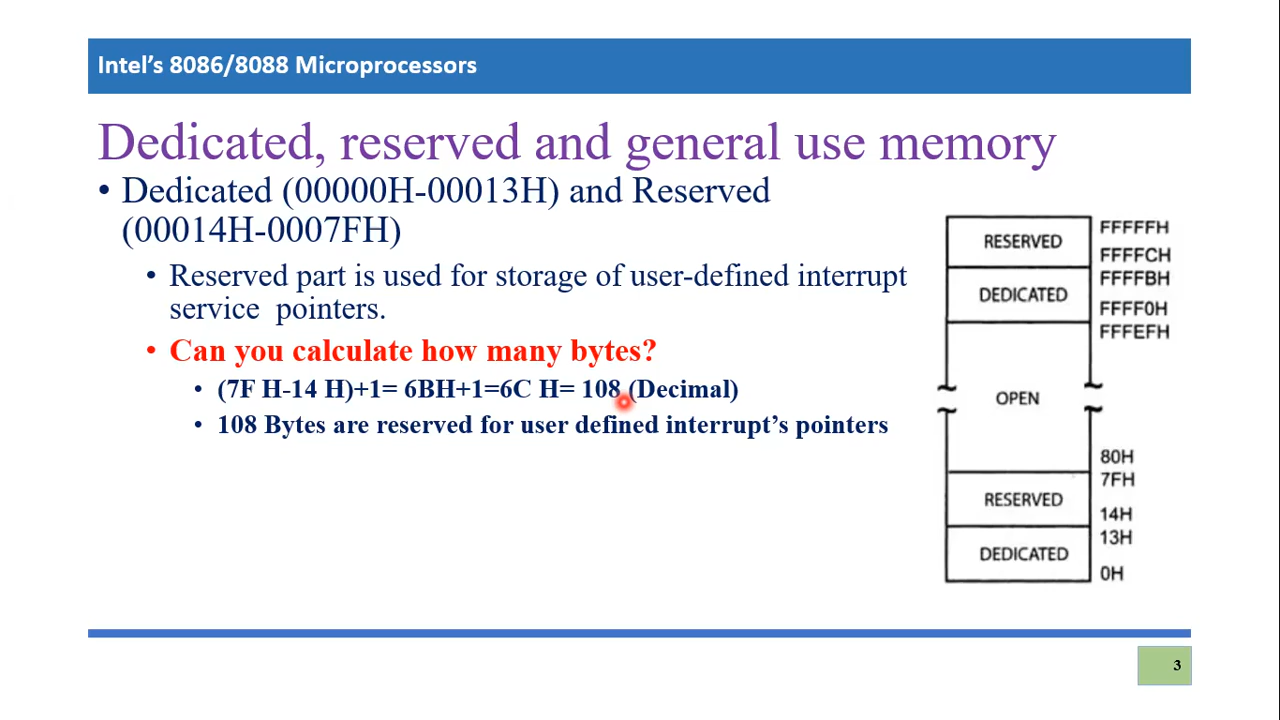 Intel's 8086/8088 Microprocessors
Dedicated, reserved and general use memory
• Dedicated (00000H-00013H) and Reserved
(00014H-0007FH)
• Reserved part is used for storage of user-defined interrupt
service pointers.
• Can you calculate how many bytes?
• (7F H-14 H)+1= 6BH+1=6C H= 108 (Decimal)
• 108 Bytes are reserved for user defined interrupt's pointers
RESERVED
DEDICATED
OPEN
RESERVED
DEDICATED
FFFFFH
FFFFCH
FFFFBH
FFFF0H
FFFEFH
80H
7FH
14H
13H
0H
3